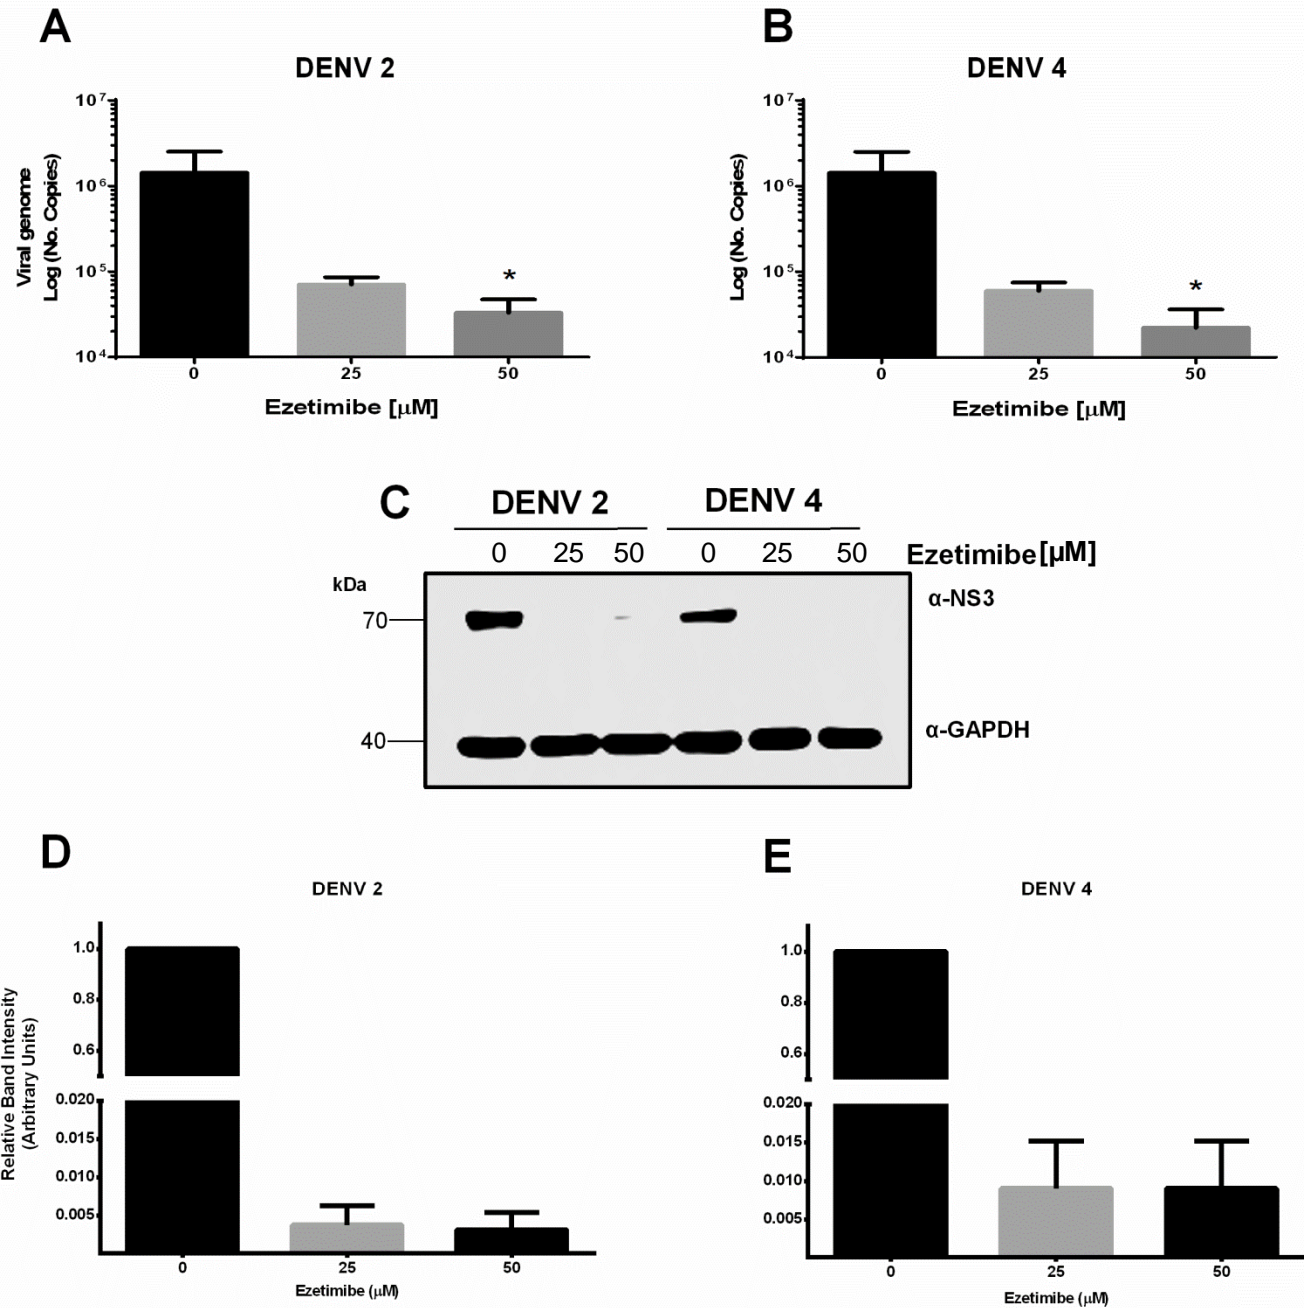 A
DENV 2
10⁷
10⁶
10⁵
10⁴
Viral genome
Log (No. Copies)
*
0 25 50
Ezetimibe [μM]
B
DENV 4
10⁷
10⁶
10⁵
10⁴
Log (No. Copies)
*
0 25 50
Ezetimibe [μM]
C
DENV 2 DENV 4
0 25 50 0 25 50 Ezetimibe [μM]
kDa
α-NS3
70
α-GAPDH
40
D
DENV 2
1.0
0.8
0.6
0.020
0.015
0.010
0.005
Relative Band Intensity
(Arbitrary Units)
0 25 50
Ezetimibe (μM)
E
DENV 4
1.0
0.8
0.6
0.020
0.015
0.010
0.005
0 25 50
Ezetimibe (μM)